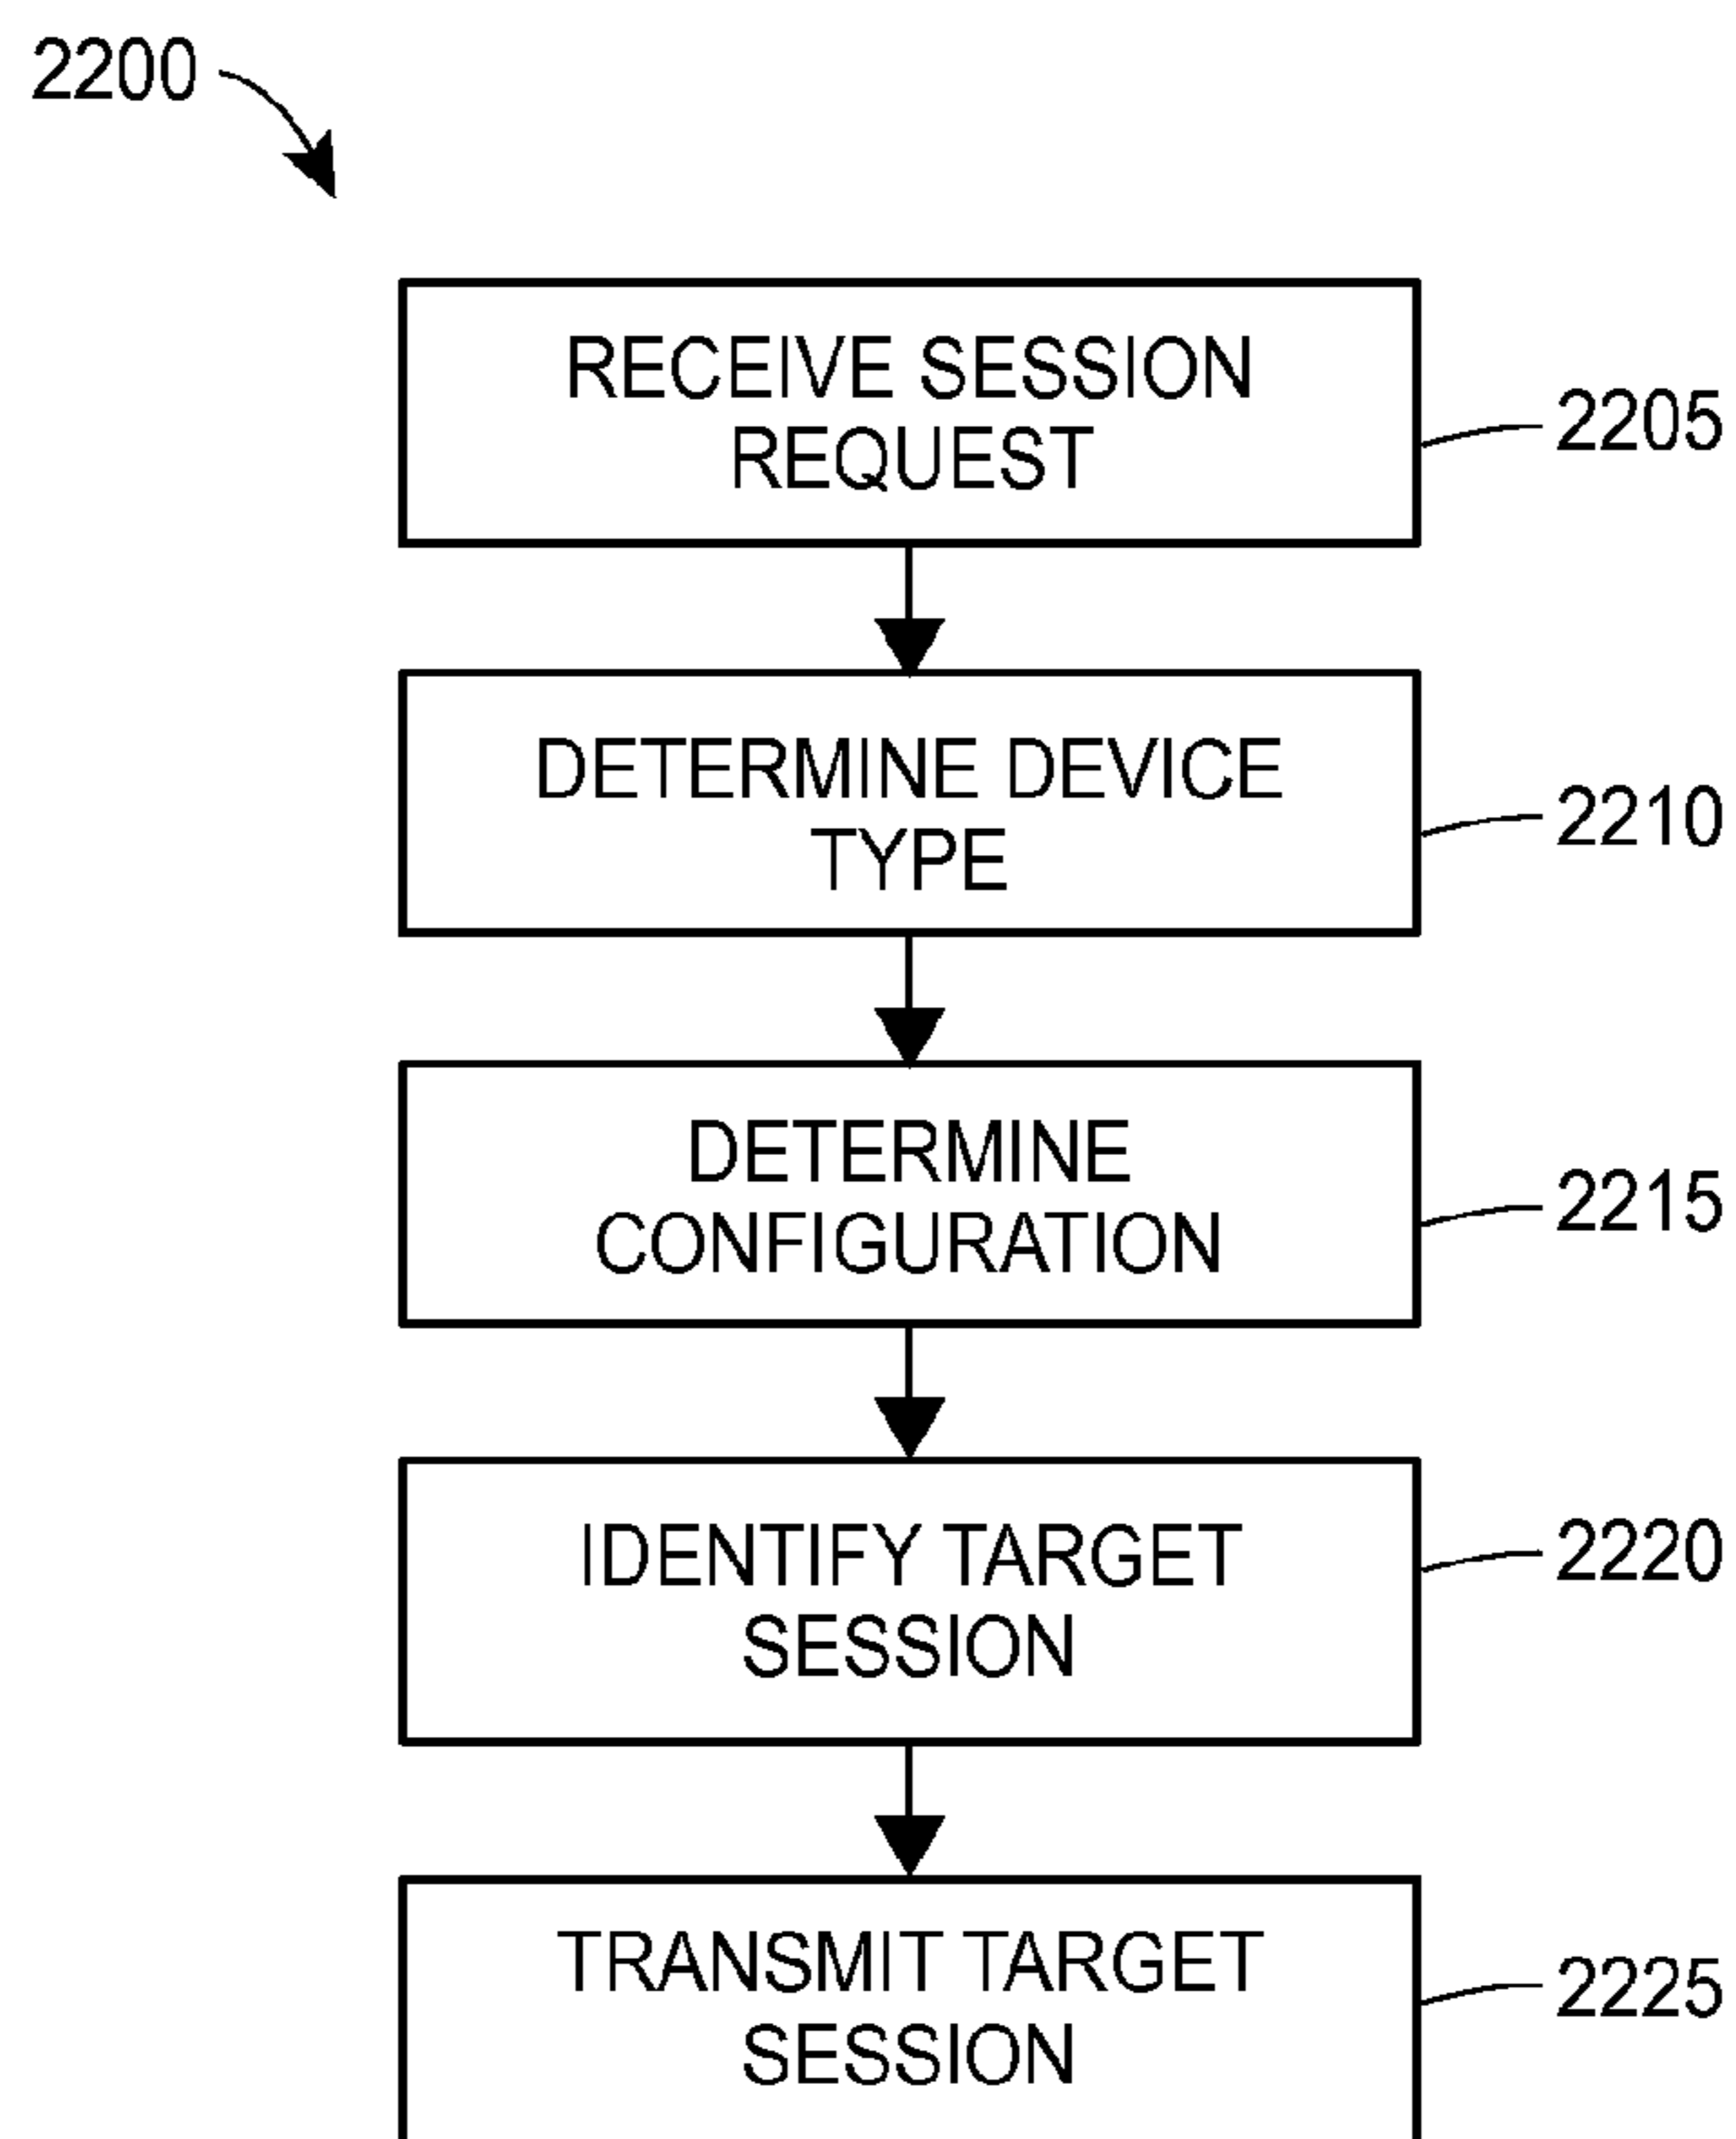 2200
RECEIVE SESSION
REQUEST
2205
DETERMINE DEVICE
TYPE
2210
DETERMINE
CONFIGURATION
2215
IDENTIFY TARGET
SESSION
2220
TRANSMIT TARGET
SESSION
2225